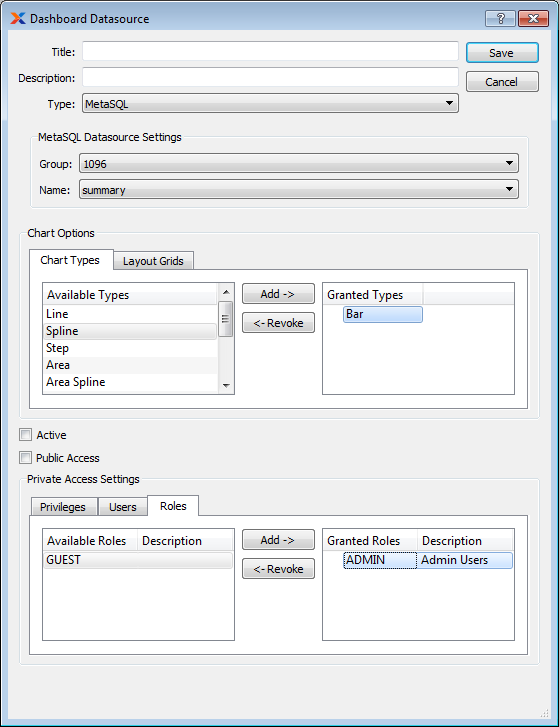 Dashboard Datasource
?
Title:
Save
Description:
Cancel
Type: MetaSQL
MetaSQL Datasource Settings
Group: 1096
Name: summary
Chart Options
Chart Types Layout Grids
Available Types
Line
Spline
Step
Area
Area Spline
Add ->
<- Revoke
Granted Types
Bar
Active
Public Access
Private Access Settings
Privileges Users Roles
Available Roles Description
GUEST
Add ->
<- Revoke
Granted Roles Description
ADMIN Admin Users